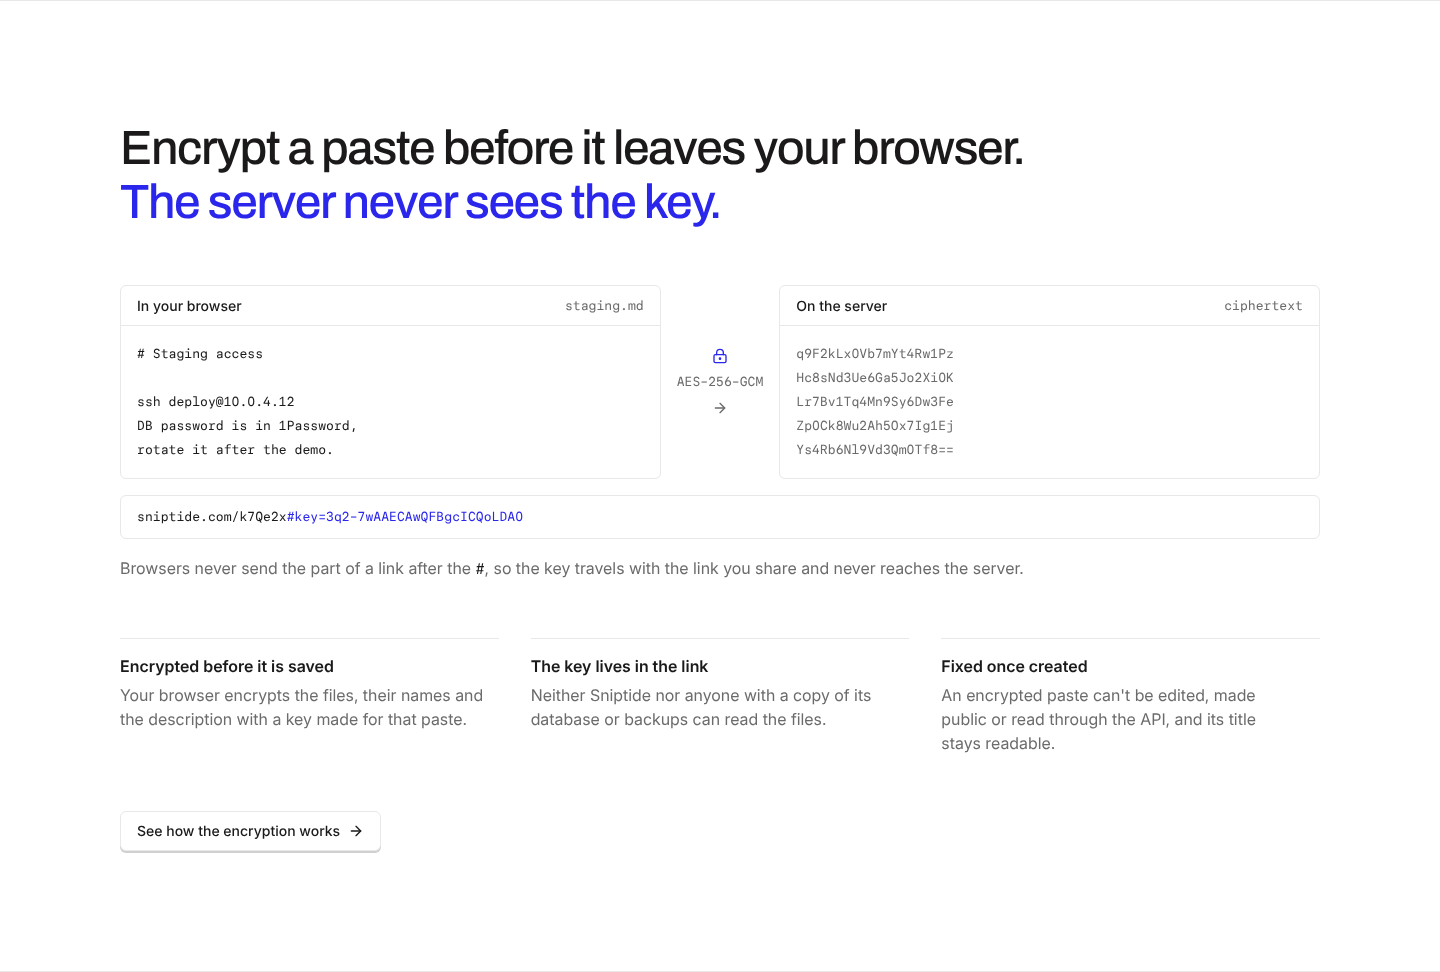 Encrypt a paste before it leaves your browser.
The server never sees the key.
In your browser
staging.md
# Staging access
ssh deploy@10.0.4.12
DB password is in 1Password,
rotate it after the demo.
AES-256-GCM
On the server
ciphertext
q9F2kLxOVb7mYt4Rw1Pz
Hc8sNd3Ue6Ga5Jo2XiOK
Lr7Bv1Tq4Mn9Sy6Dw3Fe
ZpOCk8Wu2Ah5Ox7Ig1Ej
Ys4Rb6Nl9Vd3QmOTf8==
sniptide.com/k7Qe2x#key=3q2-7wAAECAwQFBgcICQoLDAO
Browsers never send the part of a link after the #, so the key travels with the link you share and never reaches the server.
Encrypted before it is saved
Your browser encrypts the files, their names and
the description with a key made for that paste.
The key lives in the link
Neither Sniptide nor anyone with a copy of its
database or backups can read the files.
Fixed once created
An encrypted paste can't be edited, made
public or read through the API, and its title
stays readable.
See how the encryption works